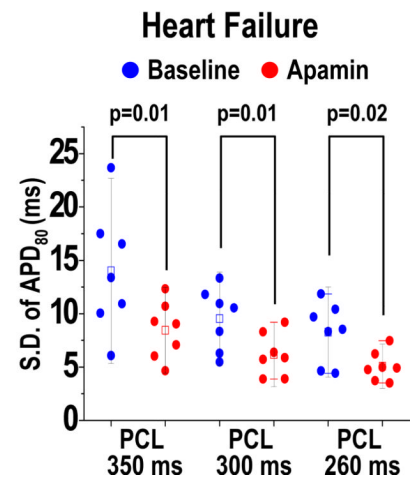 Heart Failure
Baseline Apamin
p=0.01 p=0.01 p=0.02
S.D. of APD80 (ms)
25
20
15
10
5
0
PCL PCL PCL
350 ms 300 ms 260 ms